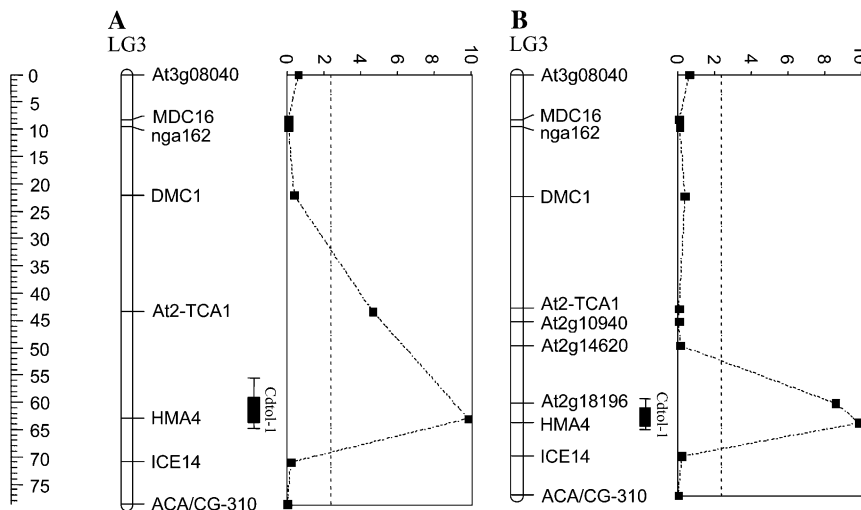 A
LG3
0 2 4 6 8 10
0
5
10
15
20
25
30
35
40
45
50
55
60
65
70
75
At3g08040
MDC16
nga162
DMC1
At2-TCA1
HMA4
ICE14
ACA/CG-310
Cdtol-1
B
LG3
0 2 4 6 8 10
At3g08040
MDC16
nga162
DMC1
At2-TCA1
At2g10940
At2g14620
At2g18196
HMA4
ICE14
ACA/CG-310
Cdtol-1